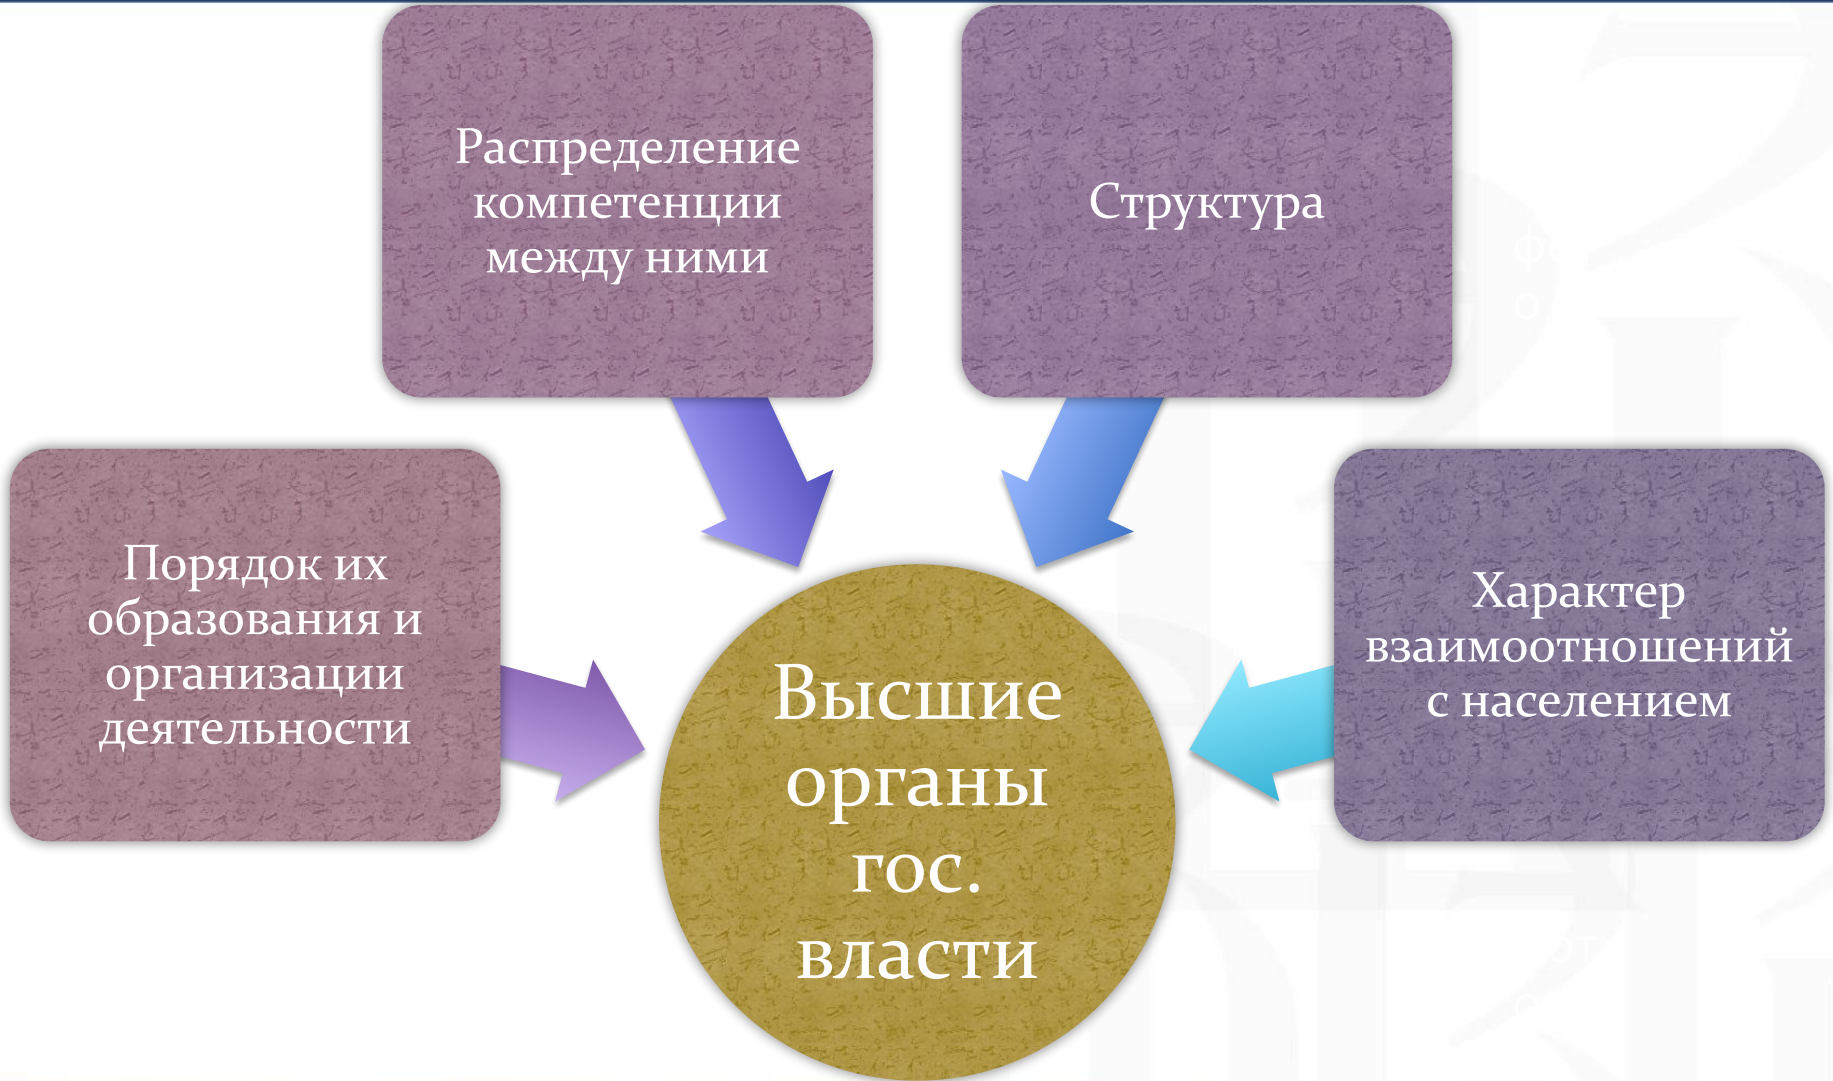 Распределение
компетенции
между ними
Структура
Порядок их
образования и
организации
деятельности
Характер
взаимоотношений
с населением
Высшие
органы
гос.
власти